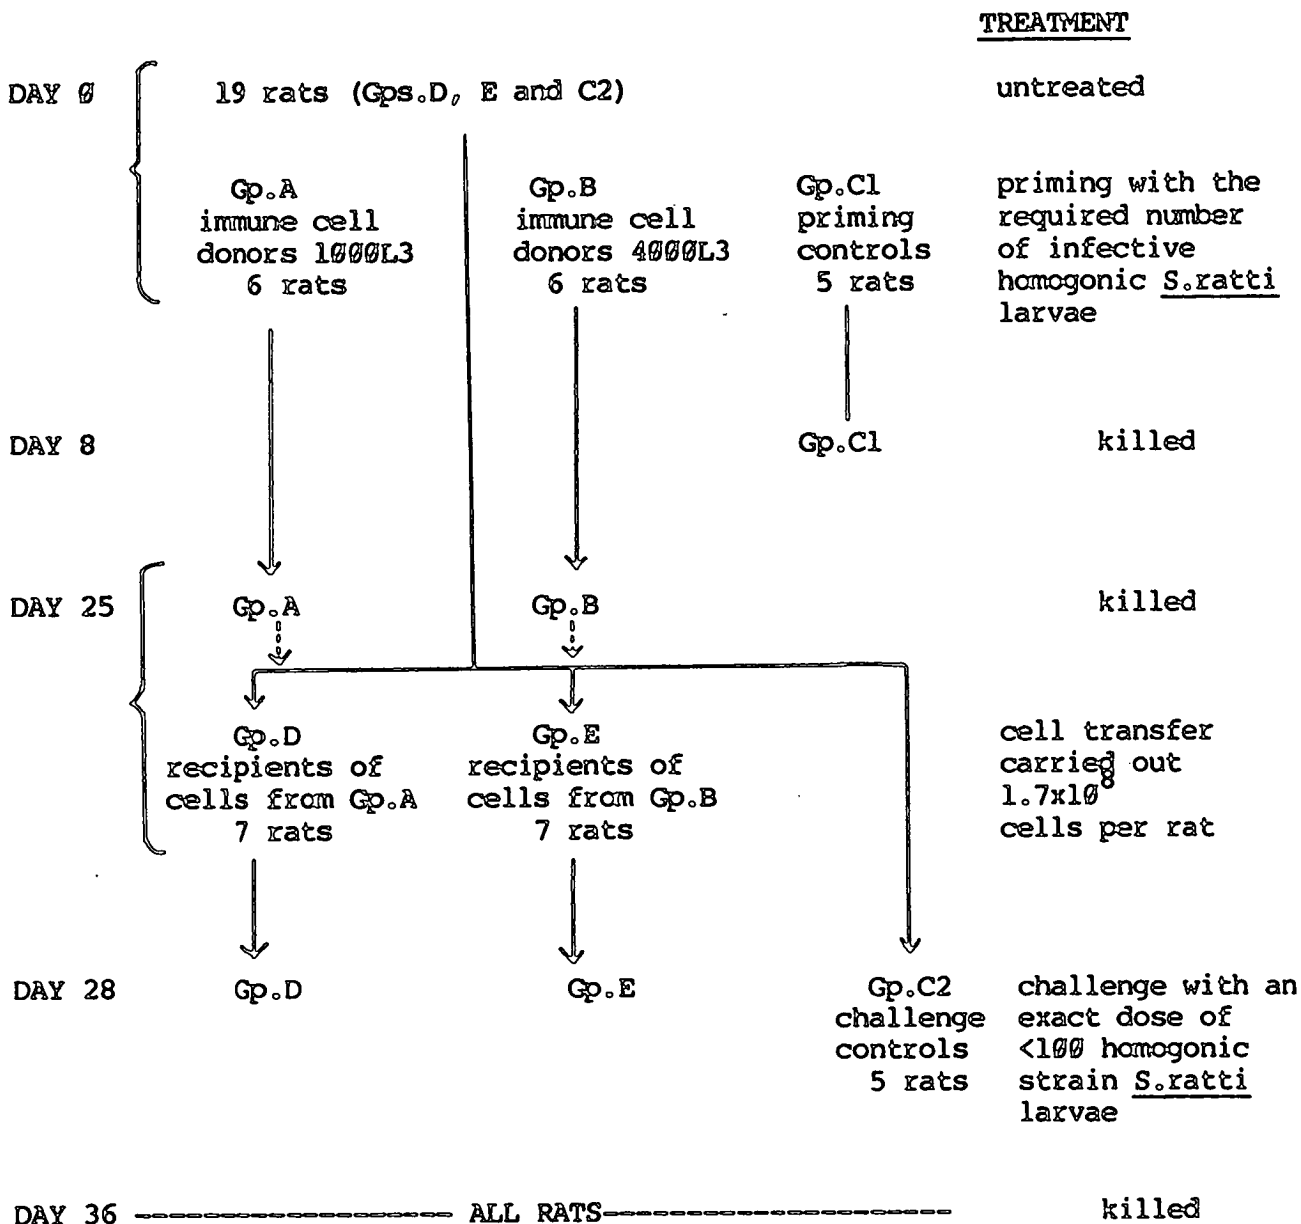 TREATMENT
DAY 0 19 rats (Gps.D, E and C2) untreated
Gp.A
immune cell
donors 1000L3
6 rats
Gp.B
immune cell
donors 4000L3
6 rats
Gp.C1
priming
controls
5 rats
priming with the
required number
of infective
homogonic S.ratti
larvae
DAY 8 Gp.C1 killed
DAY 25 Gp.A Gp.B killed
Gp.D
recipients of
cells from Gp.A
7 rats
Gp.E
recipients of
cells from Gp.B
7 rats
cell transfer
carried out
1.7x10⁸
cells per rat
DAY 28 Gp.D Gp.E
Gp.C2
challenge
controls
5 rats
challenge with an
exact dose of
<100 homogonic
strain S.ratti
larvae
DAY 36 ALL RATS killed